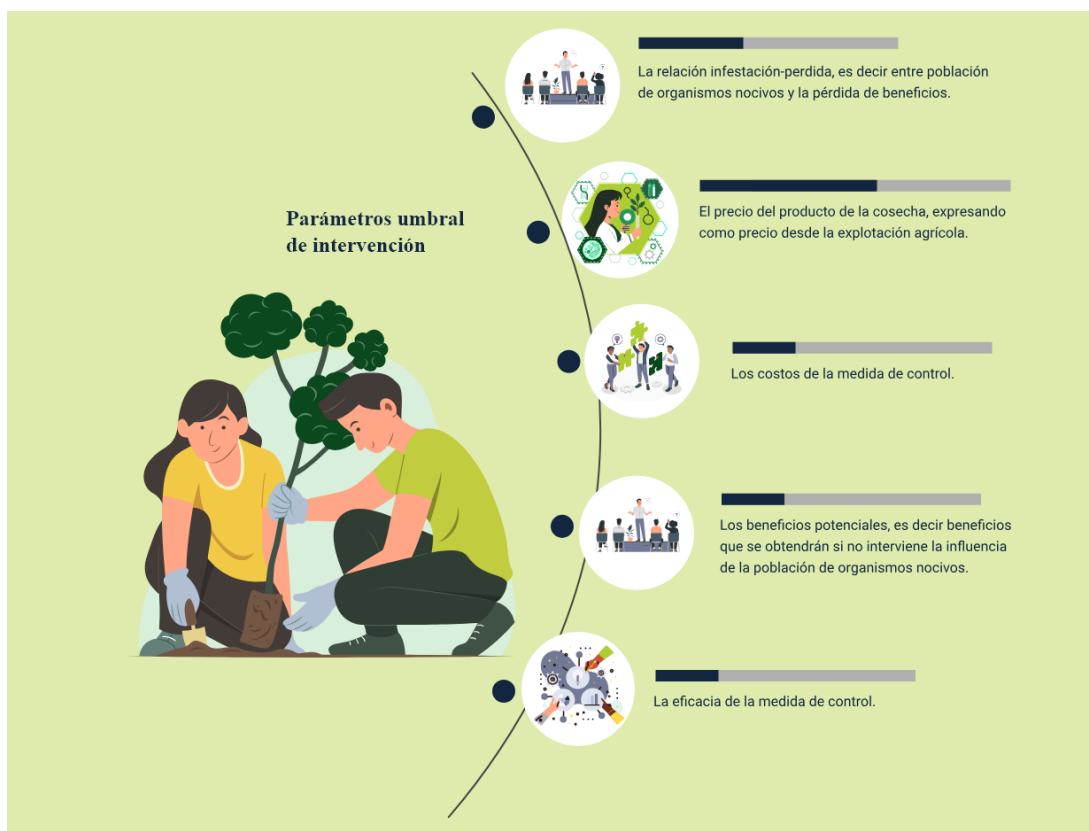 Parámetros umbral
de intervención
La relación infestación-perdida, es decir entre población
de organismos nocivos y la pérdida de beneficios.
El precio del producto de la cosecha, expresando
como precio desde la explotación agrícola.
Los costos de la medida de control.
Los beneficios potenciales, es decir beneficios
que se obtendrán si no interviene la influencia
de la población de organismos nocivos.
La eficacia de la medida de control.